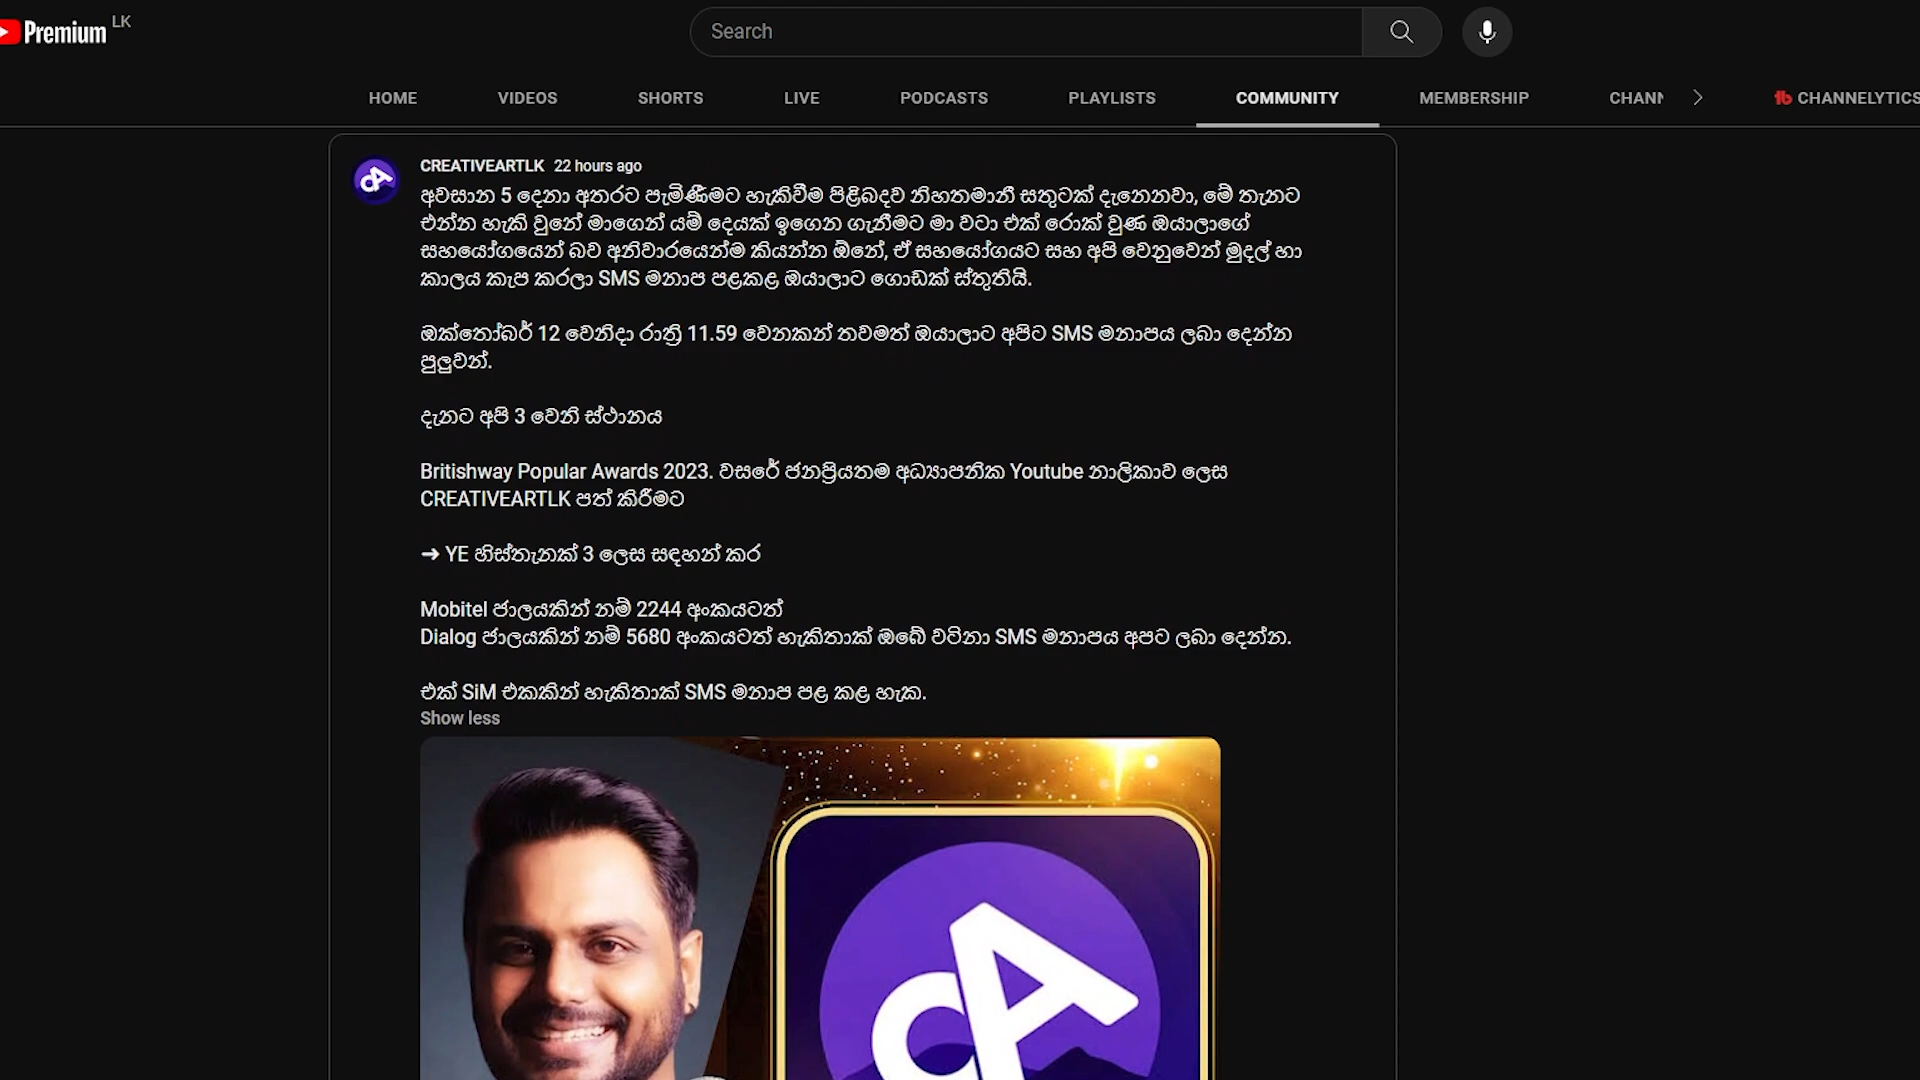 Premium LK
Search
HOME VIDEOS SHORTS LIVE PODCASTS PLAYLISTS COMMUNITY MEMBERSHIP CHANN CHANNELYTICS
CREATIVEARTLK 22 hours ago
අවසාන 5 දෙනා අතරට පැමිණීමට හැකිවීම පිළිබදව නිහතමානී සතුටක් දැනෙනවා, මේ තැනට
එන්න හැකි වුනේ මාගෙන් යම් දෙයක් ඉගෙන ගැනීමට මා වටා එක් රොක් වුණ ඔයාලාගේ
සහයෝගයෙන් බව අනිවාරයෙන්ම කියන්න ඕනේ, ඒ සහයෝගයට සහ අපි වෙනුවෙන් මුදල් හා
කාලය කැප කරලා SMS මනාප පළකළ ඔයාලාට ගොඩක් ස්තුතියි.
ඔක්තෝබර් 12 වෙනිදා රාත්‍රි 11.59 වෙනකන් තවමත් ඔයාලාට අපිට SMS මනාපය ලබා දෙන්න
පුලුවන්.
දැනට අපි 3 වෙනි ස්ථානය
Britishway Popular Awards 2023. වසරේ ජනප්‍රියතම අධ්‍යාපනික Youtube නාලිකාව ලෙස
CREATIVEARTLK පත් කිරීමට
➜ YE හිස්තැනක් 3 ලෙස සඳහන් කර
Mobitel ජාලයකින් නම් 2244 අංකයටත්
Dialog ජාලයකින් නම් 5680 අංකයටත් හැකිතාක් ඔබේ වටිනා SMS මනාපය අපට ලබා දෙන්න.
එක් SiM එකකින් හැකිතාක් SMS මනාප පළ කළ හැක.
Show less
cA